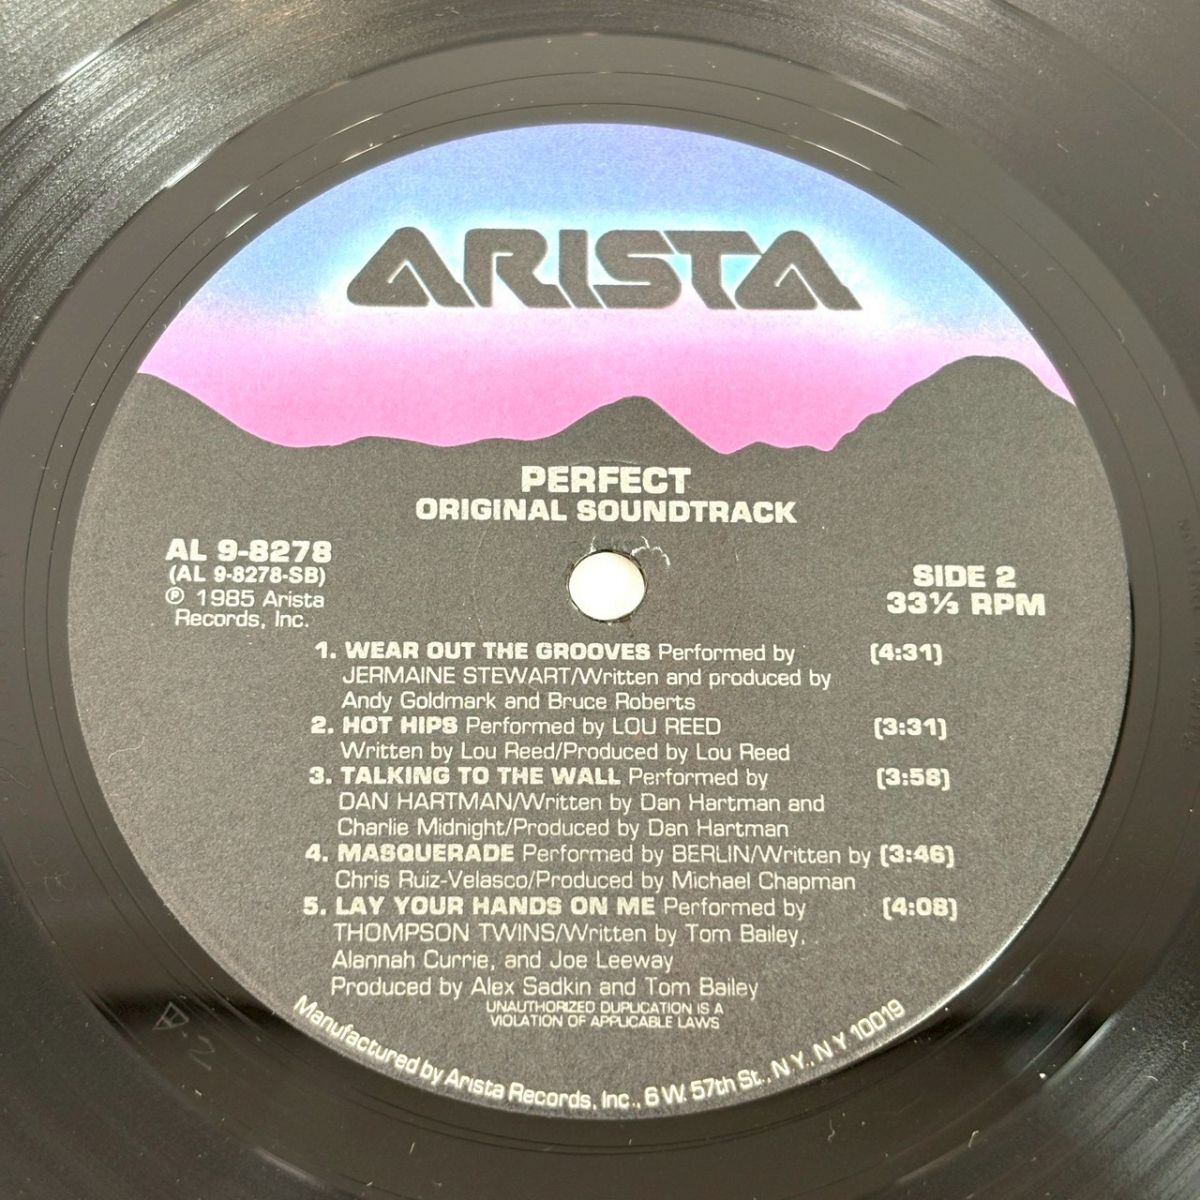 ARISTA
PERFECT
ORIGINAL SOUNDTRACK
AL 9-8278
(AL 9-8278-SB)
℗ 1985 Arista
Records, Inc.
SIDE 2
33⅓ RPM
1. WEAR OUT THE GROOVES Performed by (4:31)
JERMAINE STEWART/Written and produced by
Andy Goldmark and Bruce Roberts
2. HOT HIPS Performed by LOU REED (3:31)
Written by Lou Reed/Produced by Lou Reed
3. TALKING TO THE WALL Performed by (3:58)
DAN HARTMAN/Written by Dan Hartman and
Charlie Midnight/Produced by Dan Hartman
4. MASQUERADE Performed by BERLIN/Written by (3:46)
Chris Ruiz-Velasco/Produced by Michael Chapman
5. LAY YOUR HANDS ON ME Performed by (4:08)
THOMPSON TWINS/Written by Tom Bailey,
Alannah Currie, and Joe Leeway
Produced by Alex Sadkin and Tom Bailey
UNAUTHORIZED DUPLICATION IS A
VIOLATION OF APPLICABLE LAWS
Manufactured by Arista Records, Inc., 6 W. 57th St., N.Y., N.Y 10019